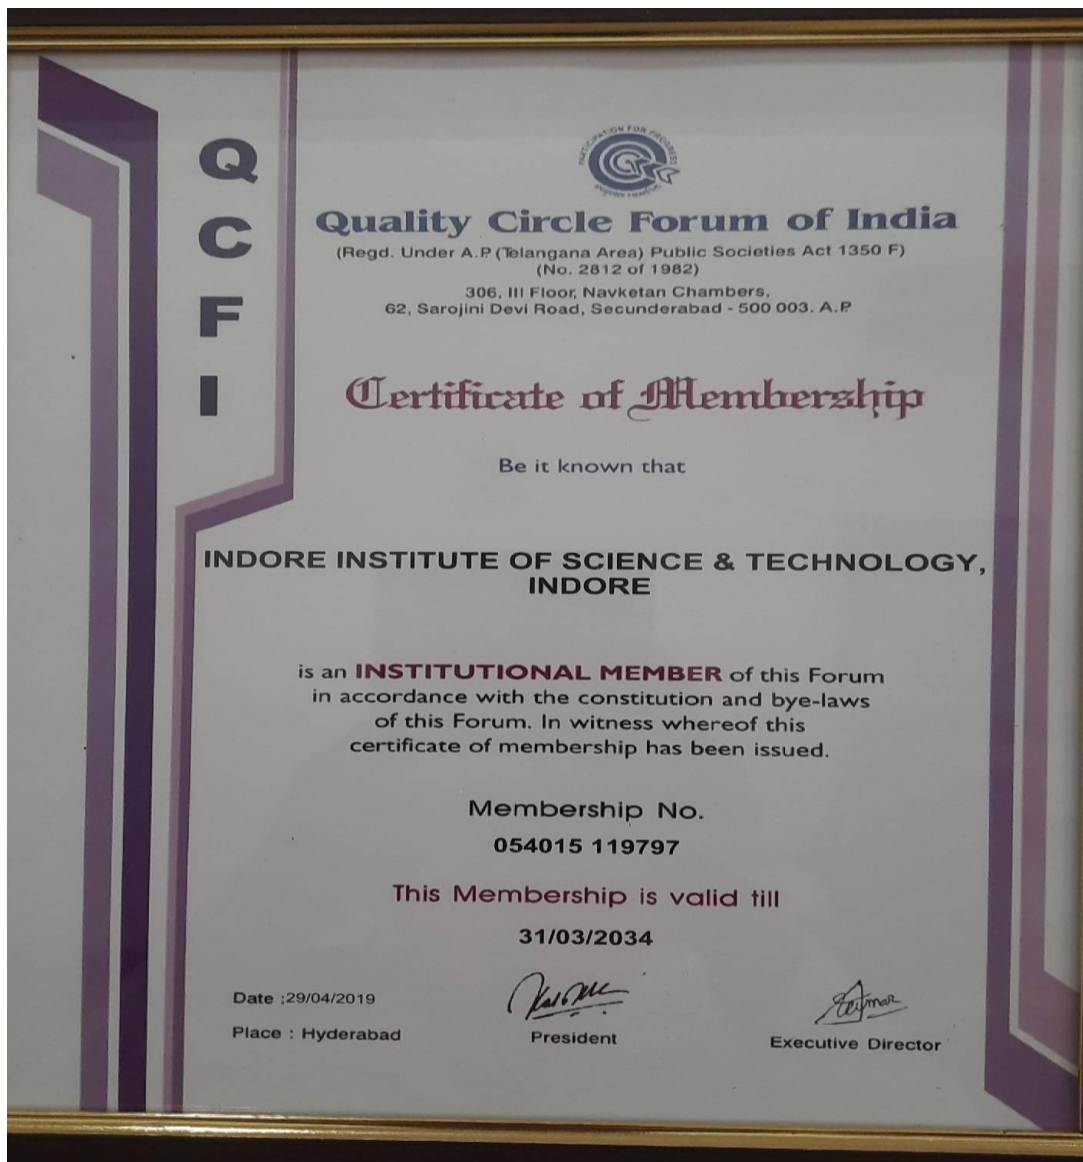 Q
C
F
I
PARTICIPATION FOR PROGRESS
Quality Circle Forum of India
(Regd. Under A.P. (Telangana Area) Public Societies Act 1350 F)
(No. 2812 of 1982)
306, III Floor, Navketan Chambers,
62, Sarojini Devi Road, Secunderabad - 500 003. A.P.
Certificate of Membership
Be it known that
INDORE INSTITUTE OF SCIENCE & TECHNOLOGY,
INDORE
is an INSTITUTIONAL MEMBER of this Forum
in accordance with the constitution and bye-laws
of this Forum. In witness whereof this
certificate of membership has been issued.
Membership No.
054015 119797
This Membership is valid till
31/03/2034
Date :29/04/2019
Place : Hyderabad
President
Executive Director